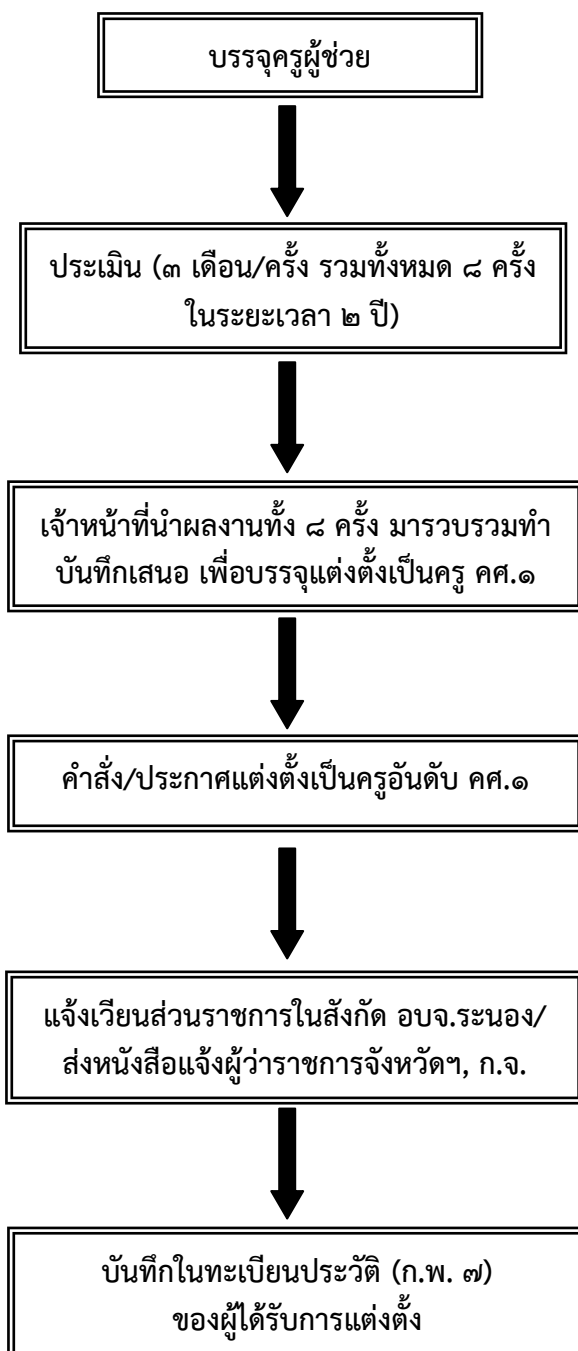 บรรจุครูผู้ช่วย
ประเมิน (๓ เดือน/ครั้ง รวมทั้งหมด ๘ ครั้ง
ในระยะเวลา ๒ ปี)
เจ้าหน้าที่นำผลงานทั้ง ๘ ครั้ง มารวบรวมทำ
บันทึกเสนอ เพื่อบรรจุแต่งตั้งเป็นครู คศ.๑
คำสั่ง/ประกาศแต่งตั้งเป็นครูอันดับ คศ.๑
แจ้งเวียนส่วนราชการในสังกัด อบจ.ระนอง/
ส่งหนังสือแจ้งผู้ว่าราชการจังหวัดฯ, ก.จ.
บันทึกในทะเบียนประวัติ (ก.พ. ๗)
ของผู้ได้รับการแต่งตั้ง